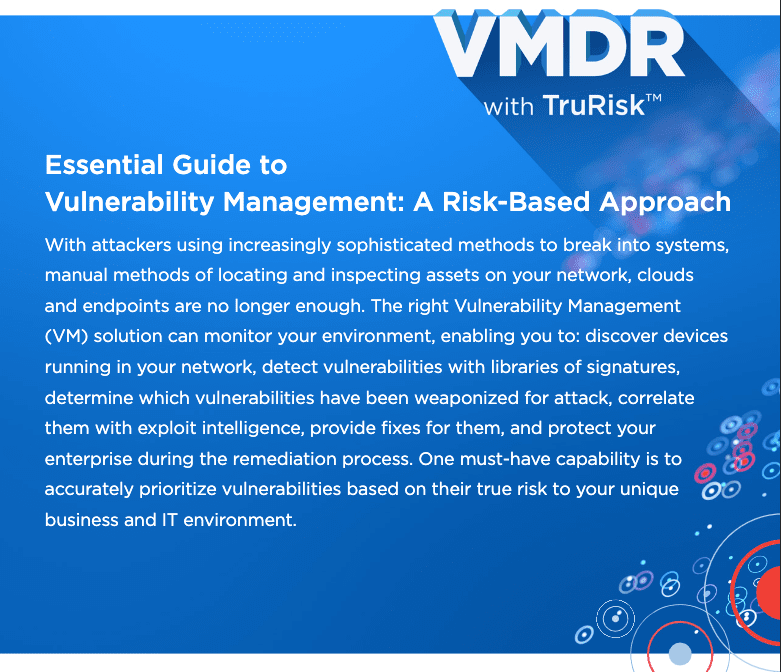 VMDR
with TruRisk™
Essential Guide to
Vulnerability Management: A Risk-Based Approach
With attackers using increasingly sophisticated methods to break into systems,
manual methods of locating and inspecting assets on your network, clouds
and endpoints are no longer enough. The right Vulnerability Management
(VM) solution can monitor your environment, enabling you to: discover devices
running in your network, detect vulnerabilities with libraries of signatures,
determine which vulnerabilities have been weaponized for attack, correlate
them with exploit intelligence, provide fixes for them, and protect your
enterprise during the remediation process. One must-have capability is to
accurately prioritize vulnerabilities based on their true risk to your unique
business and IT environment.